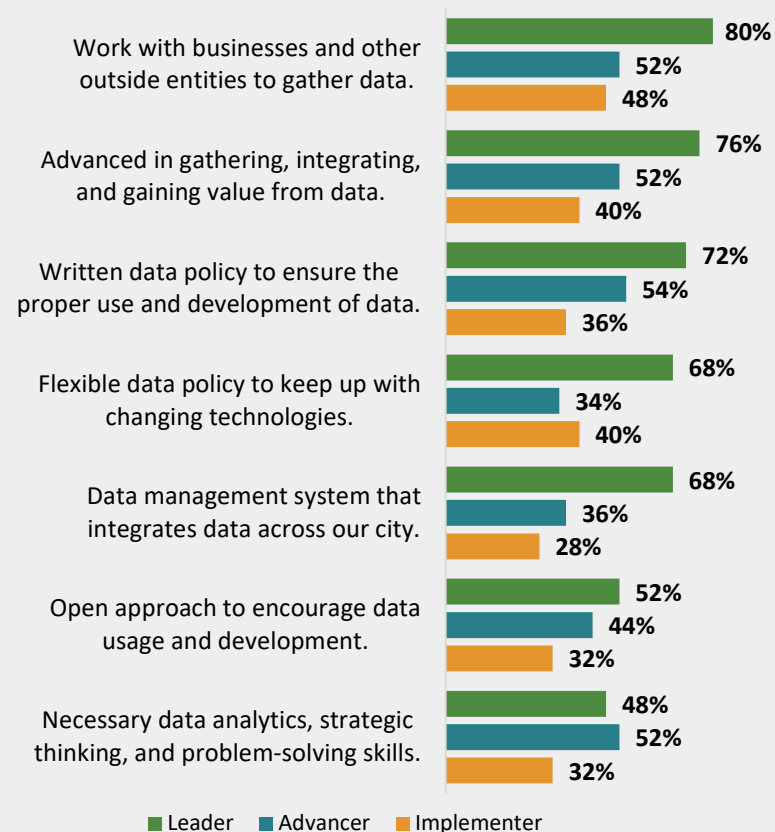 80%
Work with businesses and other
outside entities to gather data.
52%
48%
76%
Advanced in gathering, integrating,
and gaining value from data.
52%
40%
72%
Written data policy to ensure the
proper use and development of data.
54%
36%
68%
Flexible data policy to keep up with
changing technologies.
34%
40%
68%
Data management system that
integrates data across our city.
36%
28%
52%
Open approach to encourage data
usage and development.
44%
32%
48%
Necessary data analytics, strategic
thinking, and problem-solving skills.
52%
32%
Leader Advancer Implementer